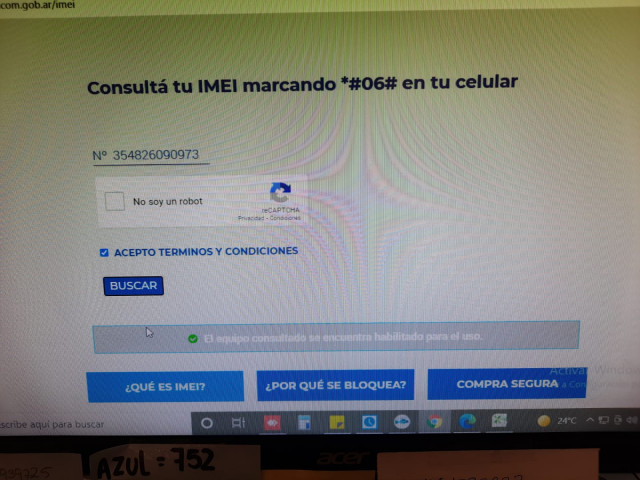 com.gob.ar/imei
Consultá tu IMEI marcando *#06# en tu celular
Nº 354826090973
No soy un robot
reCAPTCHA
Privacidad - Condiciones
ACEPTO TERMINOS Y CONDICIONES
BUSCAR
El equipo consultado se encuentra habilitado para el uso.
Activar Window
¿QUÉ ES IMEI?
¿POR QUÉ SE BLOQUEA?
COMPRA SEGURA
a Con
scribe aquí para buscar
24°C
AZUL = 752
acer